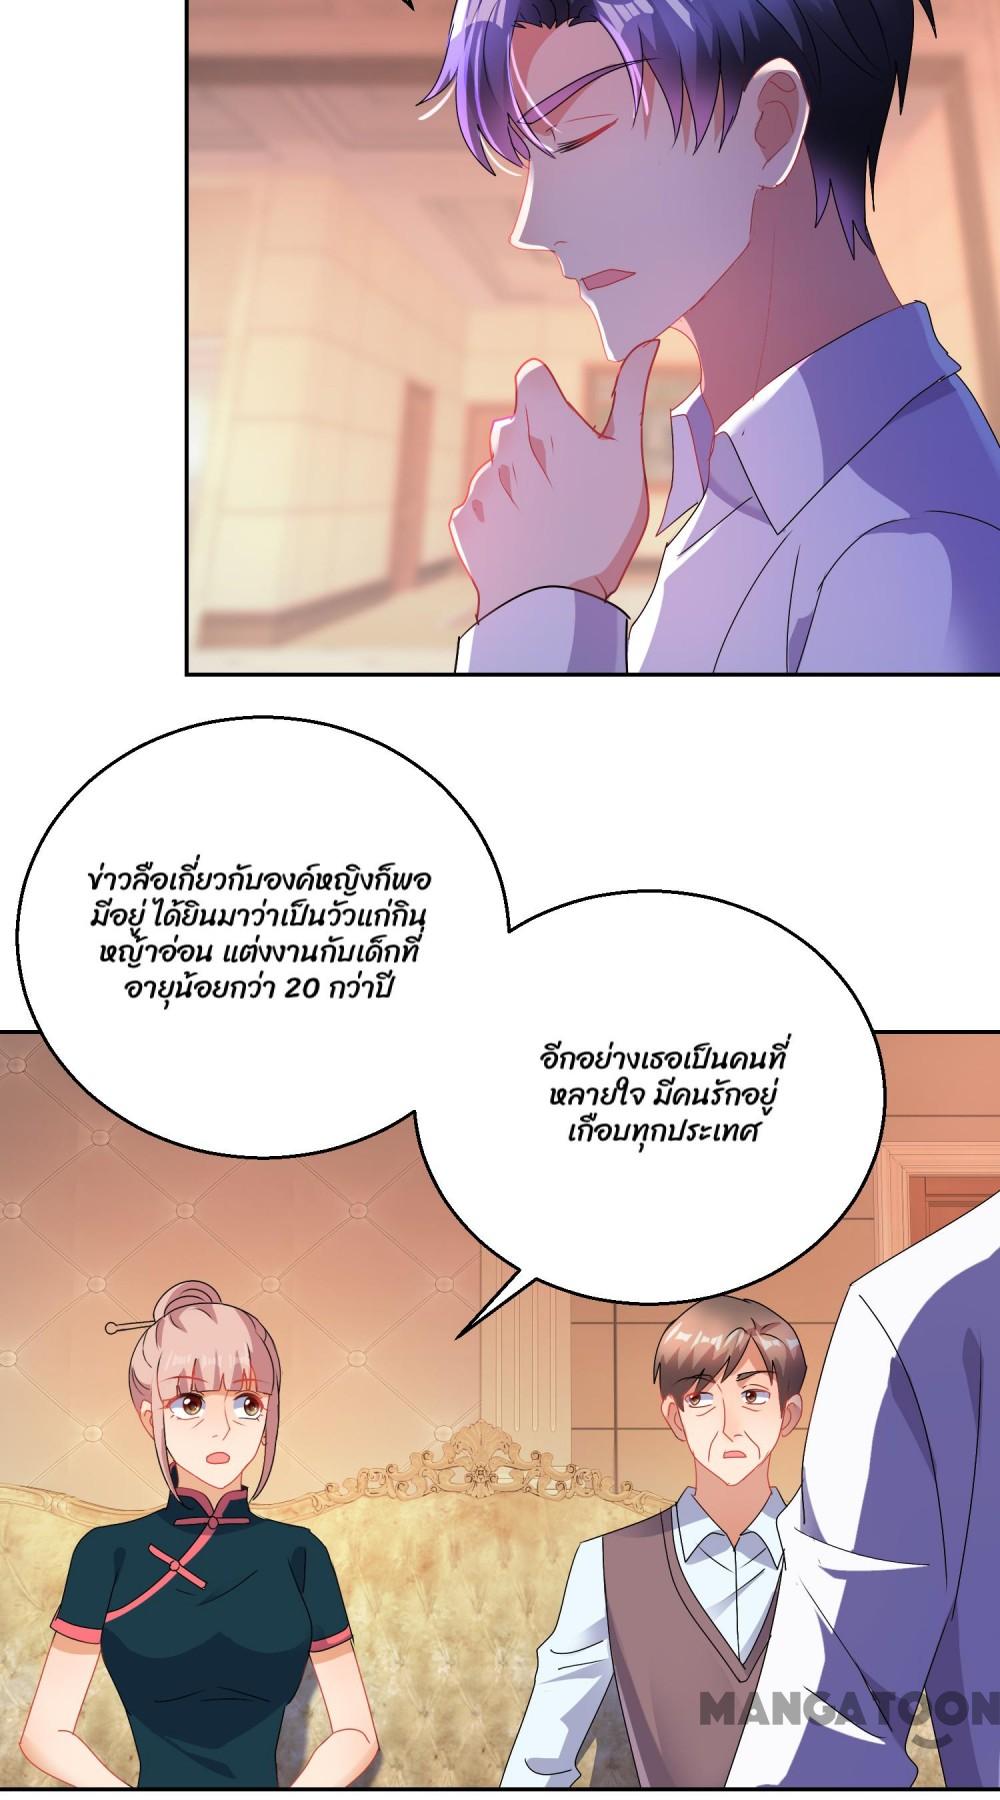 ข่าวลือเกี่ยวกับองค์หญิงก็พอ
มีอยู่ ได้ยินมาว่าเป็นวัวแก่กิน
หญ้าอ่อน แต่งงานกับเด็กที่
อายุน้อยกว่า 20 กว่าปี
อีกอย่างเธอเป็นคนที่
หลายใจ มีคนรักอยู่
เกือบทุกประเทศ
MANGATOON